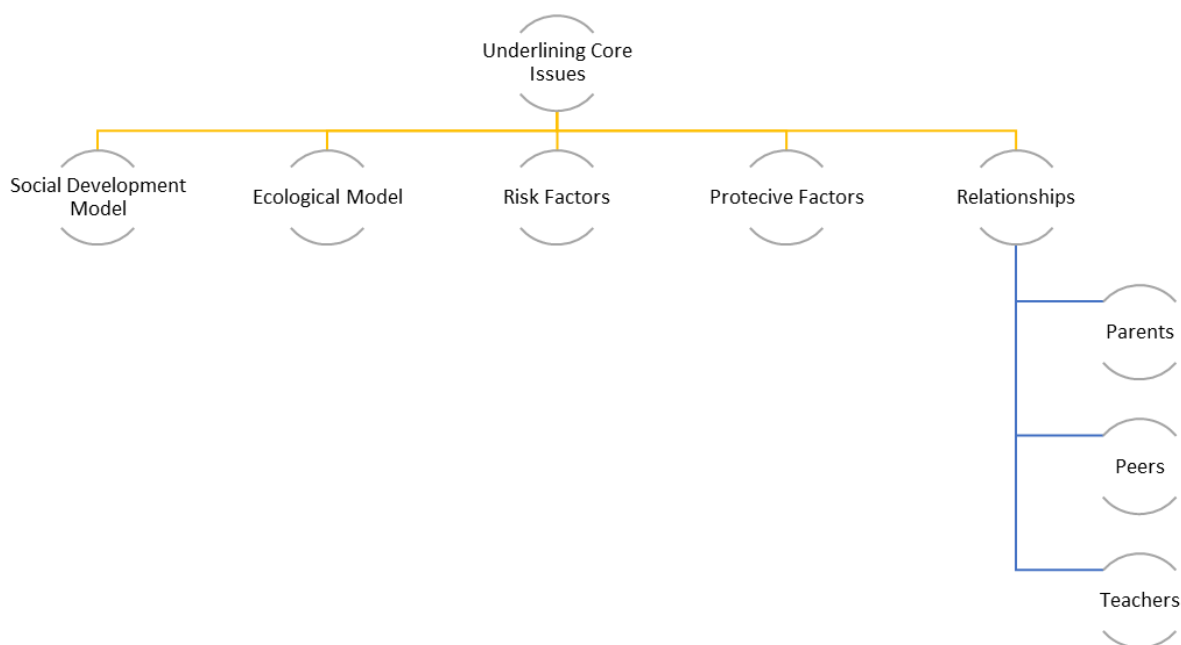 Underlining Core
Issues
Social Development
Model
Ecological Model
Risk Factors
Protecive Factors
Relationships
Parents
Peers
Teachers